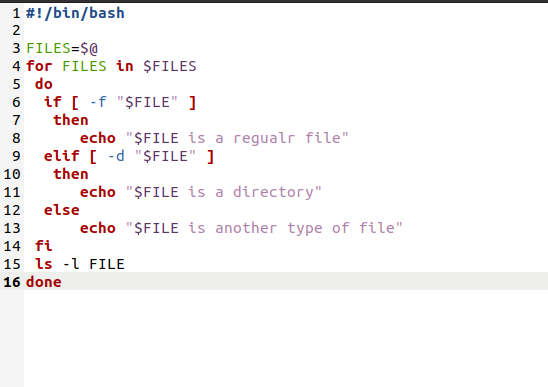 1 #!/bin/bash
2
3 FILES=$@
4 for FILES in $FILES
5  do
6   if [ -f "$FILE" ]
7    then
8       echo "$FILE is a regualr file"
9   elif [ -d "$FILE" ]
10    then
11       echo "$FILE is a directory"
12   else
13       echo "$FILE is another type of file"
14  fi
15  ls -l FILE
16 done